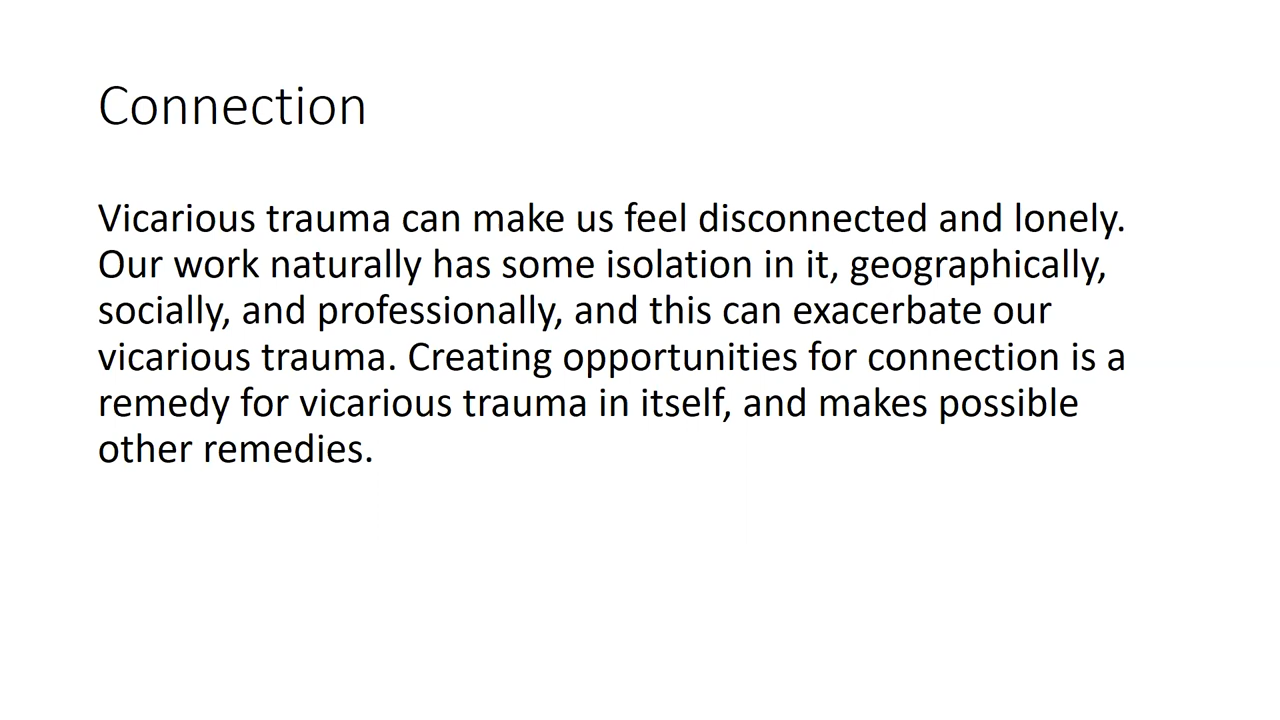 Connection
Vicarious trauma can make us feel disconnected and lonely.
Our work naturally has some isolation in it, geographically,
socially, and professionally, and this can exacerbate our
vicarious trauma. Creating opportunities for connection is a
remedy for vicarious trauma in itself, and makes possible
other remedies.